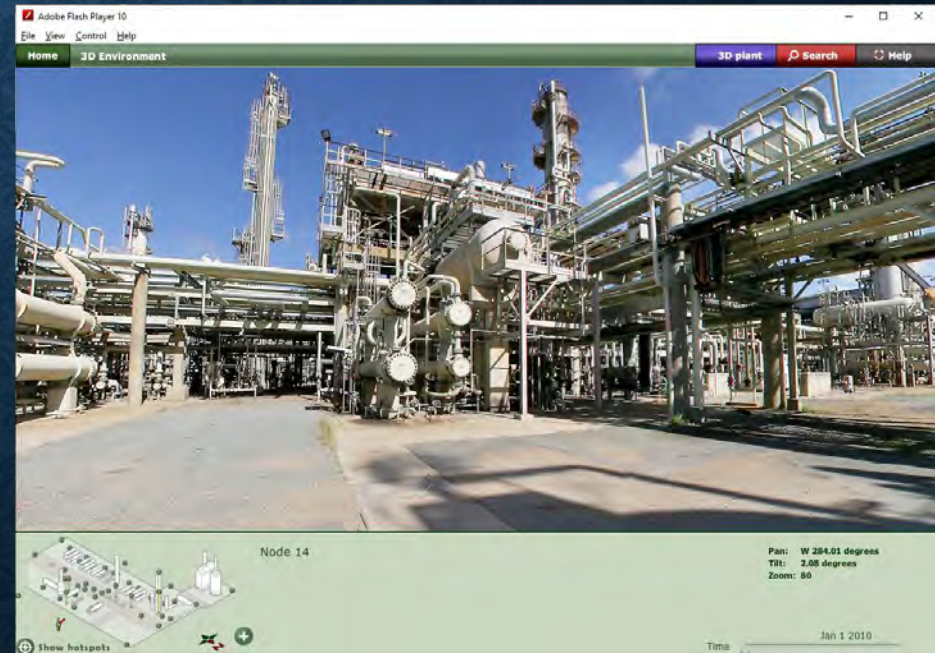 Adobe Flash Player 10
File View Control Help
Home 3D Environment 3D plant Search Help
Node 14
Pan: W 284.01 degrees
Tilt: 2.08 degrees
Zoom: 80
Show hotspots
Jan 1 2010
Time